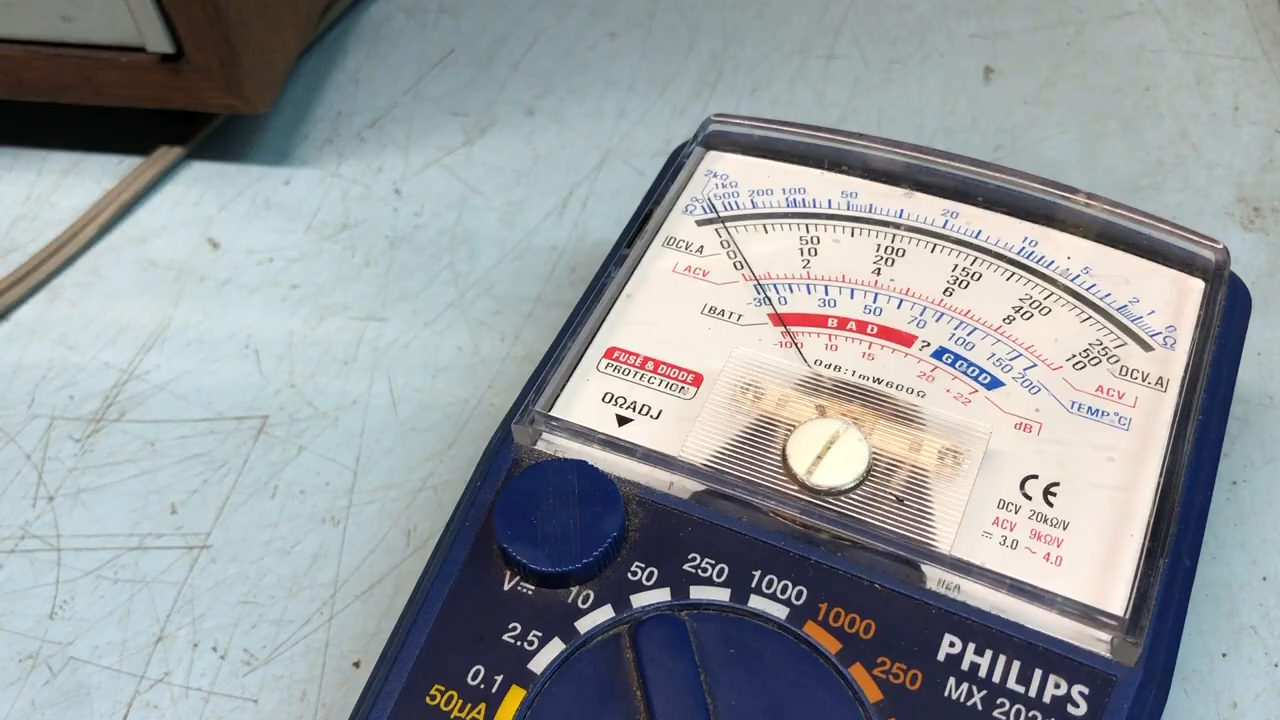 2kΩ
1kΩ
∞ 500 200 100 50 20 10 5 2 1 0
Ω Ω
DCV.A 0 50 100 150 200 250 DCV.A
0 10 20 30 40 50
0 2 4 6 8 10
ACV ACV
-30 0 30 50 70 100 150 200 TEMP°C
BATT BAD ? GOOD
-10 0 10 15 20 +22 dB
0dB:1mW600Ω
FUSE & DIODE
PROTECTION
0ΩADJ
CE
DCV 20kΩ/V
ACV 9kΩ/V
3.0 ~ 4.0
V 10 50 250 1000 1000
2.5 250
0.1
50µA
PHILIPS
MX 202